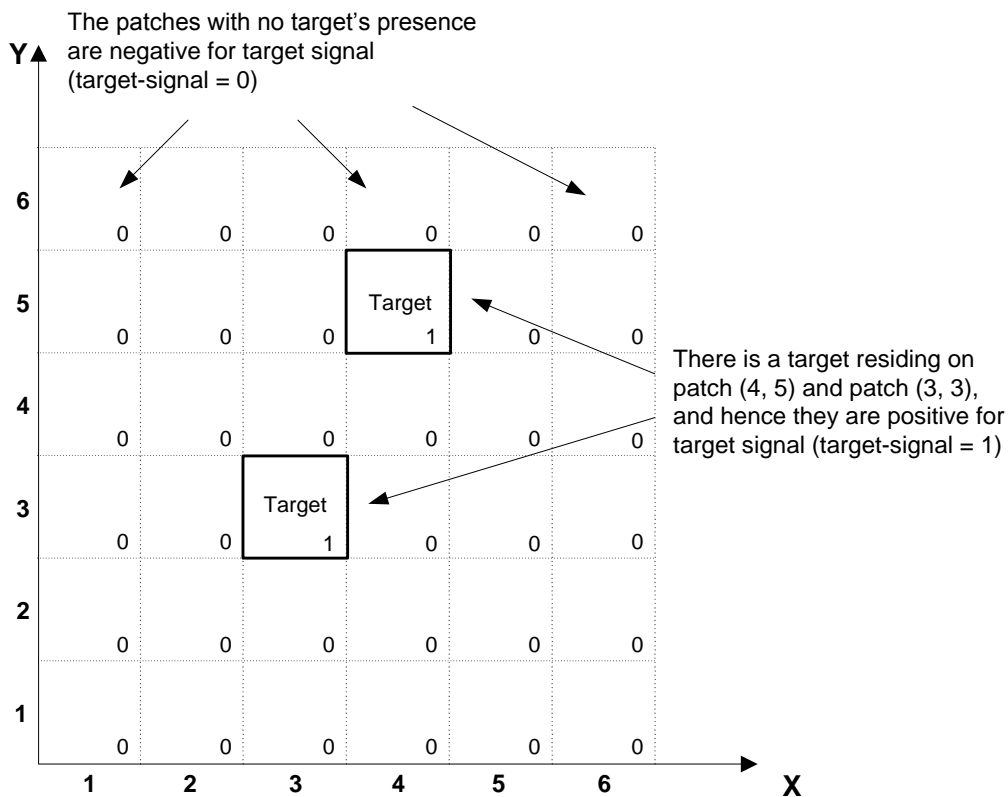 The patches with no target's presence
are negative for target signal
(target-signal = 0)
Y
6
0 0 0 0 0 0
5
Target
0 0 0 1 0 0
There is a target residing on
patch (4, 5) and patch (3, 3),
and hence they are positive for
target signal (target-signal = 1)
4
0 0 0 0 0 0
3
Target
0 0 1 0 0 0
2
0 0 0 0 0 0
1
0 0 0 0 0 0
1 2 3 4 5 6
X